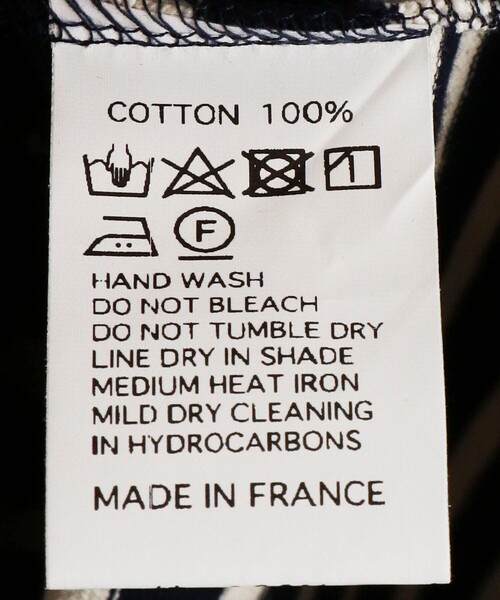 COTTON 100%
F
HAND WASH
DO NOT BLEACH
DO NOT TUMBLE DRY
LINE DRY IN SHADE
MEDIUM HEAT IRON
MILD DRY CLEANING
IN HYDROCARBONS
MADE IN FRANCE